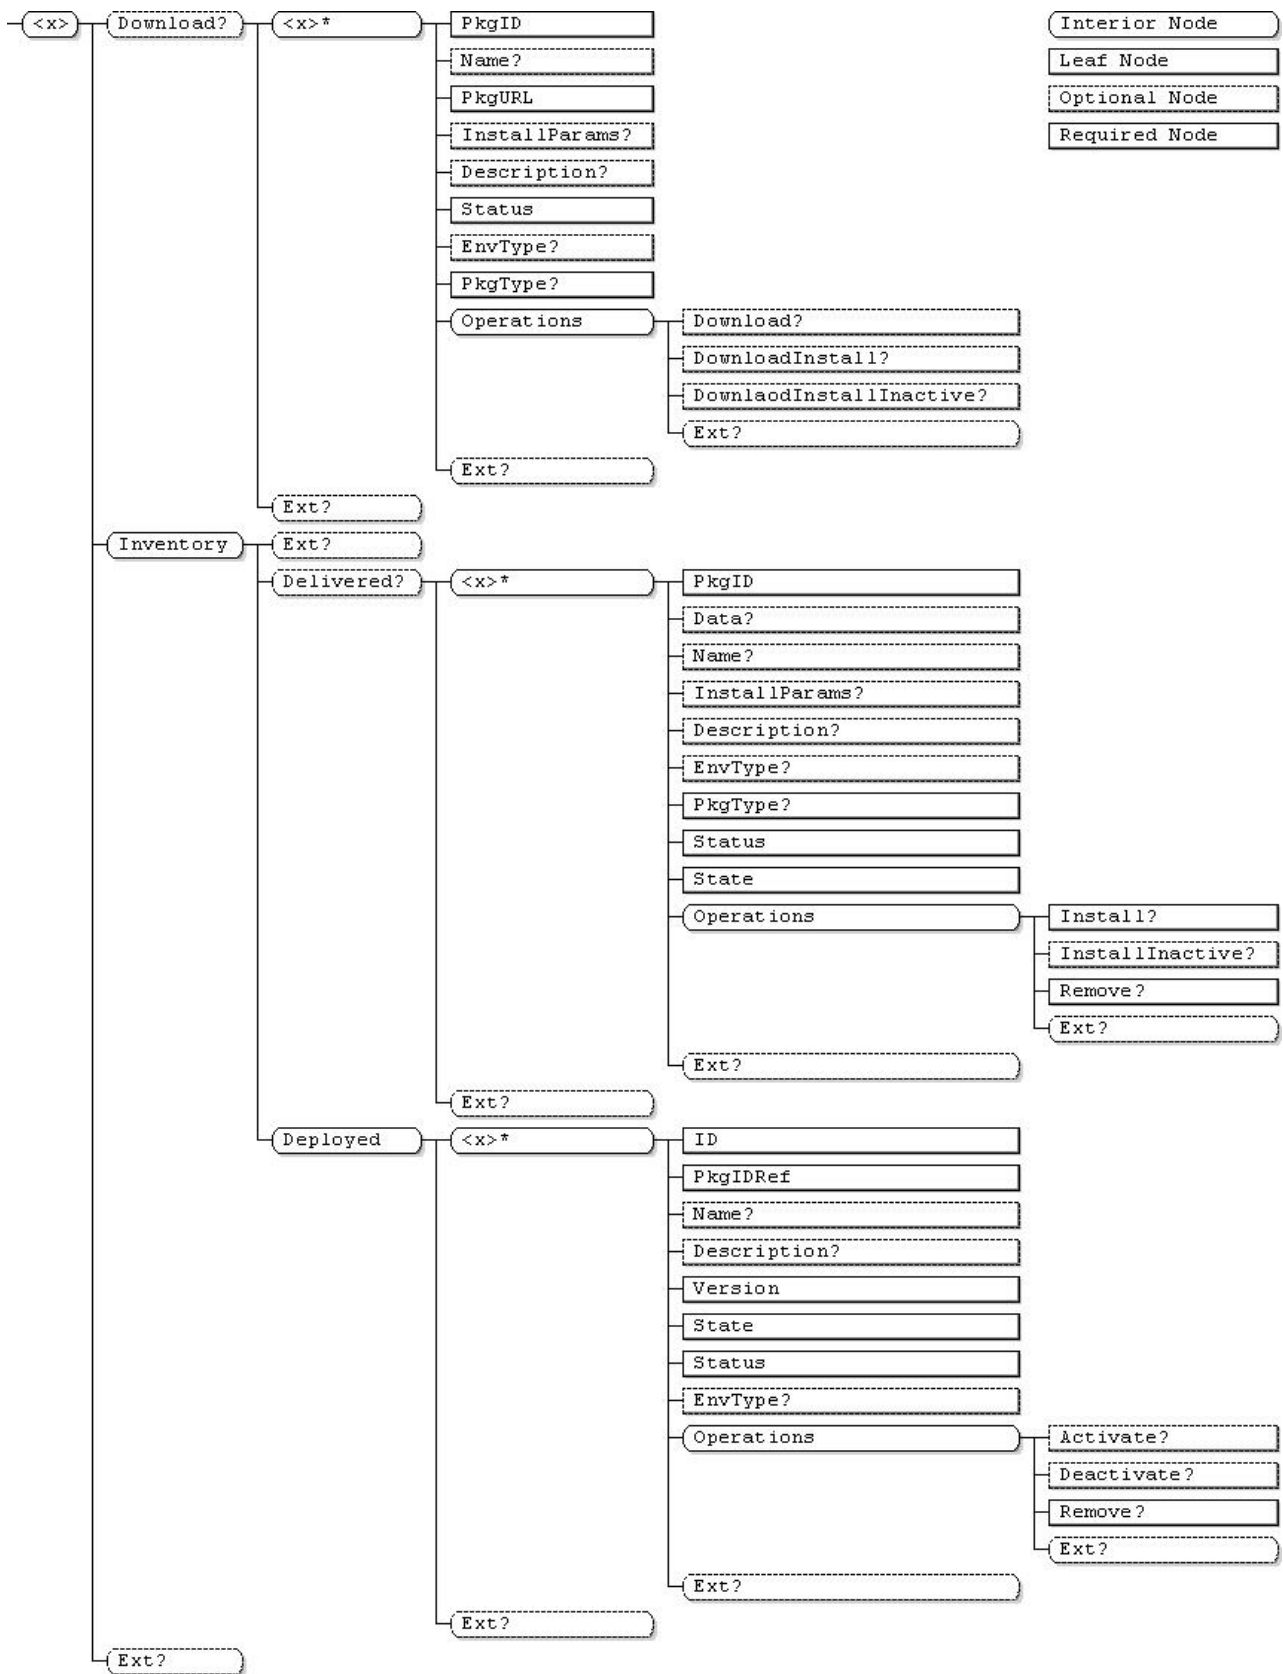 <x> Download? <x>* PkgID Interior Node
Name? Leaf Node
PkgURL Optional Node
InstallParams? Required Node
Description?
Status
EnvType?
PkgType?
Operations Download?
DownloadInstall?
DownlaodInstallInactive?
Ext?
Ext?
Ext?
Inventory Ext?
Delivered? <x>* PkgID
Data?
Name?
InstallParams?
Description?
EnvType?
PkgType?
Status
State
Operations Install?
InstallInactive?
Remove?
Ext?
Ext?
Ext?
Deployed <x>* ID
PkgIDRef
Name?
Description?
Version
State
Status
EnvType?
Operations Activate?
Deactivate?
Remove?
Ext?
Ext?
Ext?
Ext?